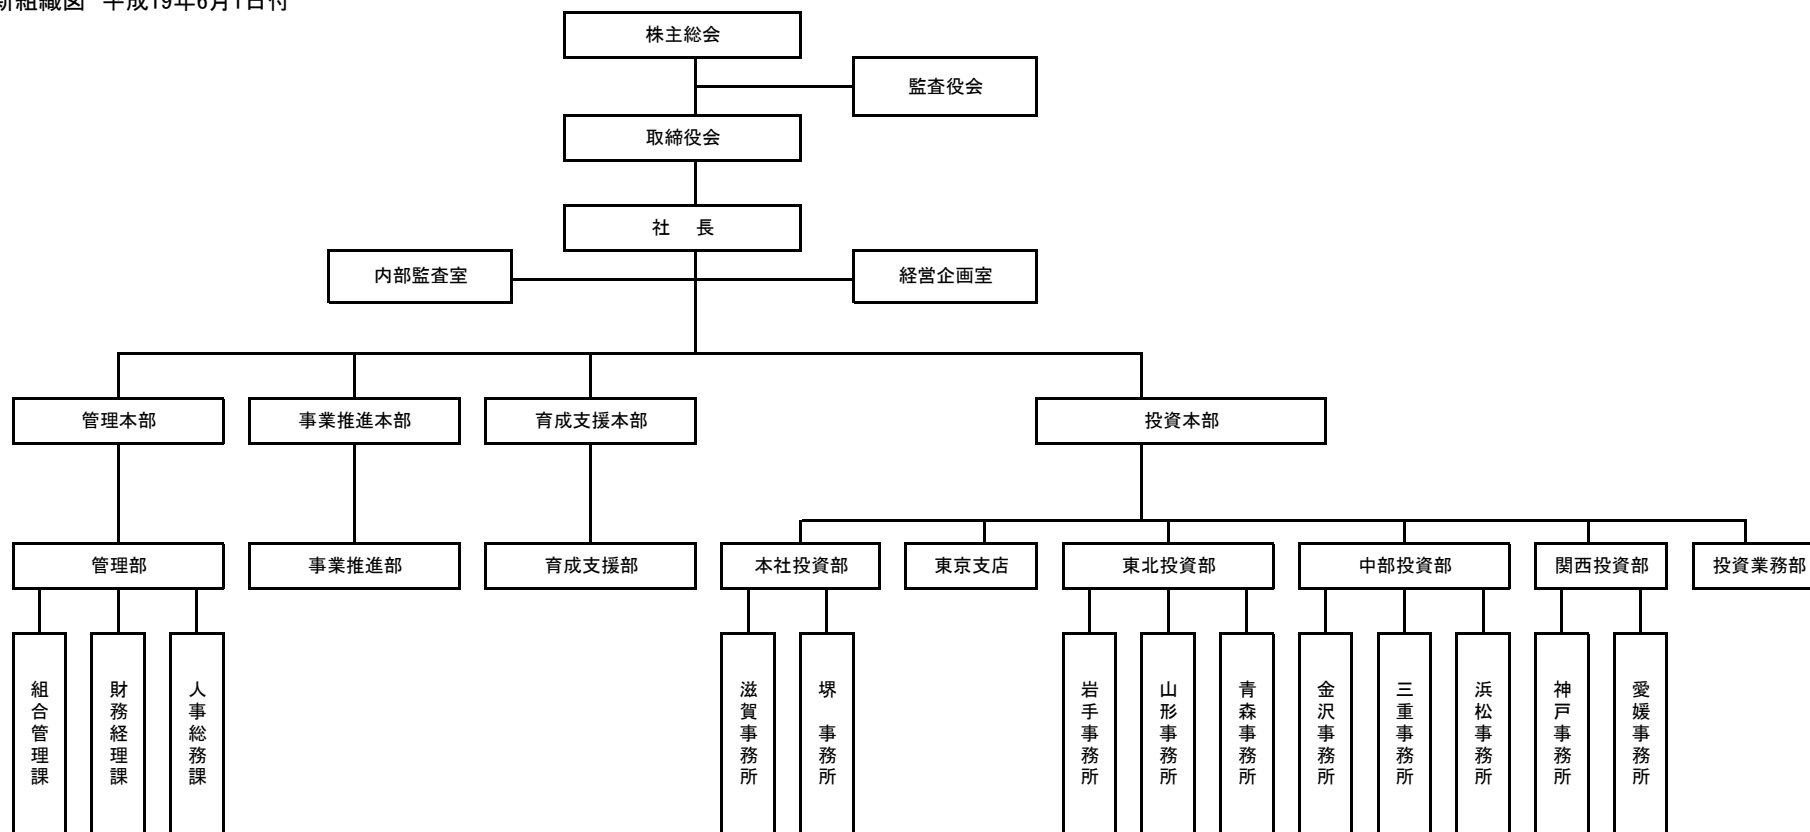 新組織図 平成19年6月1日付
株主総会
監査役会
取締役会
社 長
内部監査室
経営企画室
管理本部
事業推進本部
育成支援本部
投資本部
管理部
事業推進部
育成支援部
本社投資部
東京支店
東北投資部
中部投資部
関西投資部
投資業務部
組合管理課
財務経理課
人事総務課
滋賀事務所
堺 事務所
岩手事務所
山形事務所
青森事務所
金沢事務所
三重事務所
浜松事務所
神戸事務所
愛媛事務所